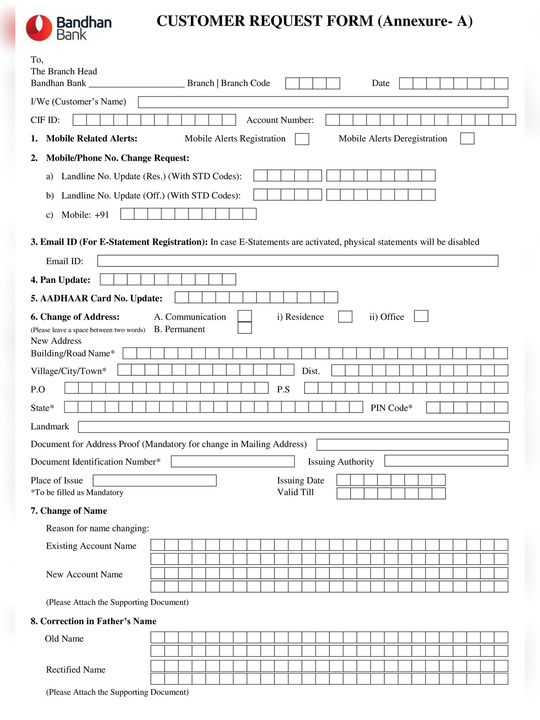 Bandhan
Bank
CUSTOMER REQUEST FORM (Annexure- A)
To,
The Branch Head
Bandhan Bank ____________________ Branch | Branch Code Date
I/We (Customer's Name)
CIF ID: Account Number:
1. Mobile Related Alerts: Mobile Alerts Registration Mobile Alerts Deregistration
2. Mobile/Phone No. Change Request:
a) Landline No. Update (Res.) (With STD Codes):
b) Landline No. Update (Off.) (With STD Codes):
c) Mobile: +91
3. Email ID (For E-Statement Registration): In case E-Statements are activated, physical statements will be disabled
Email ID:
4. Pan Update:
5. AADHAAR Card No. Update:
6. Change of Address: A. Communication i) Residence ii) Office
(Please leave a space between two words) B. Permanent
New Address
Building/Road Name*
Village/City/Town* Dist.
P.O P.S
State* PIN Code*
Landmark
Document for Address Proof (Mandatory for change in Mailing Address)
Document Identification Number* Issuing Authority
Place of Issue Issuing Date
*To be filled as Mandatory Valid Till
7. Change of Name
Reason for name changing:
Existing Account Name
New Account Name
(Please Attach the Supporting Document)
8. Correction in Father's Name
Old Name
Rectified Name
(Please Attach the Supporting Document)